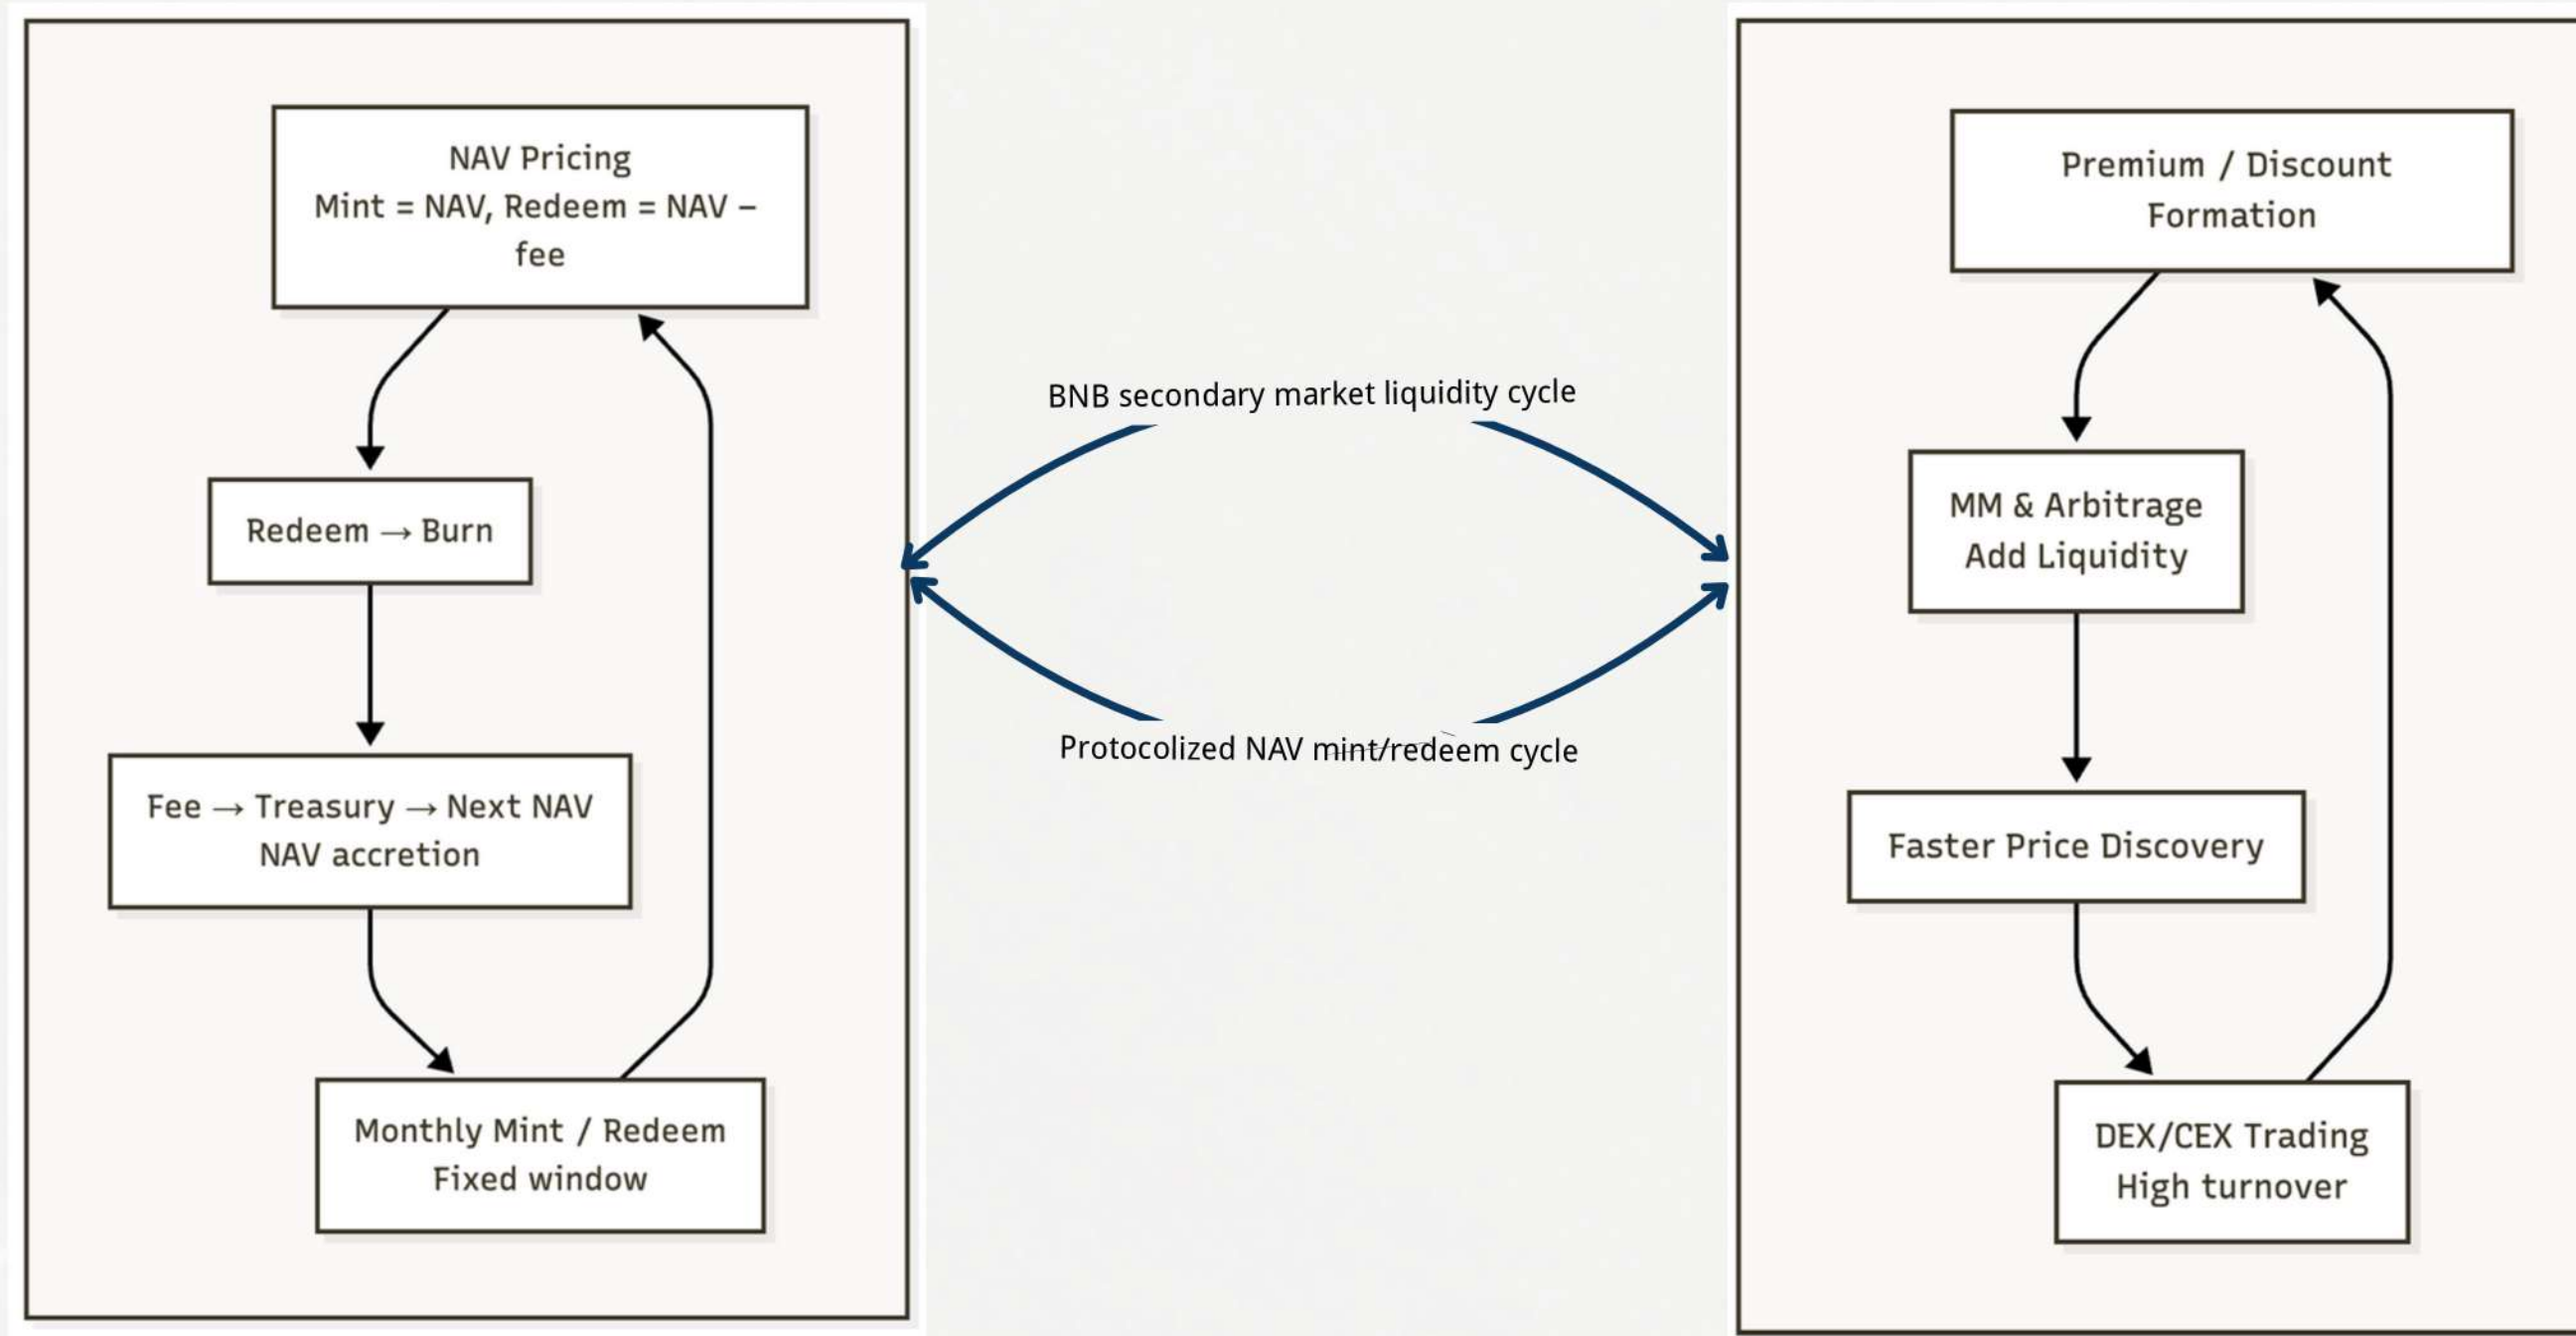 NAV Pricing
Mint = NAV, Redeem = NAV –
fee
Redeem → Burn
Fee → Treasury → Next NAV
NAV accretion
Monthly Mint / Redeem
Fixed window
BNB secondary market liquidity cycle
Protocolized NAV mint/redeem cycle
Premium / Discount
Formation
MM & Arbitrage
Add Liquidity
Faster Price Discovery
DEX/CEX Trading
High turnover